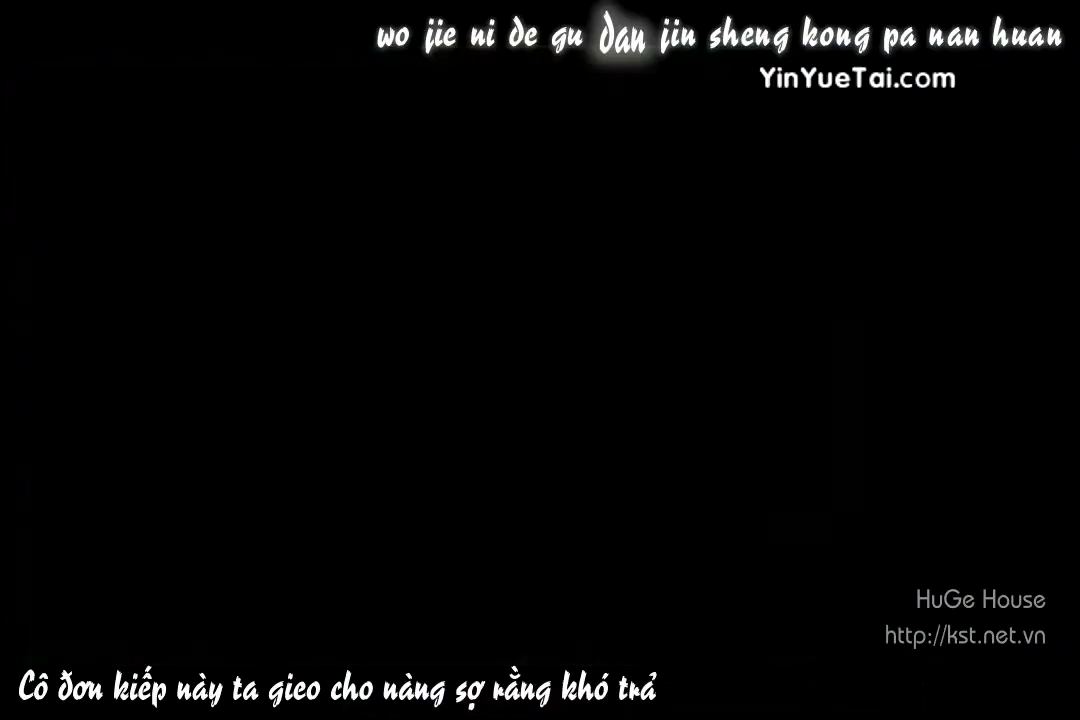 wo jie ni de gu dan jin sheng kong pa nan huan
YinYueTai.com
HuGe House
http://kst.net.vn
Cô đơn kiếp này ta gieo cho nàng sợ rằng khó trả